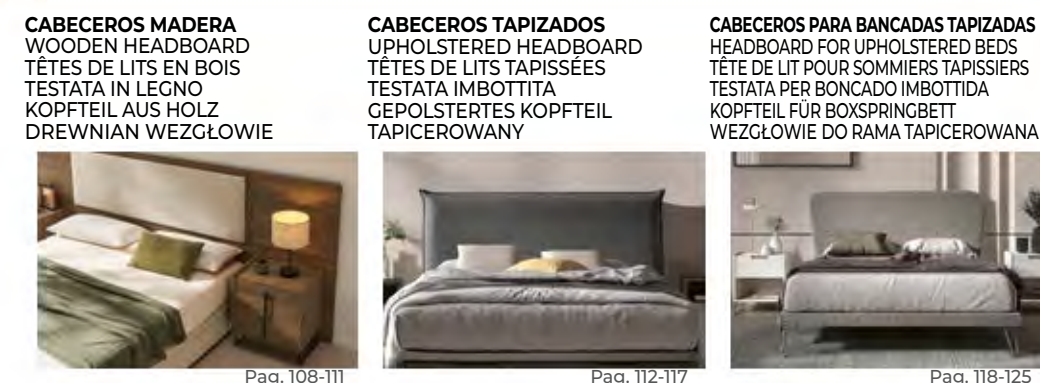 CABECEROS MADERA
WOODEN HEADBOARD
TÊTES DE LITS EN BOIS
TESTATA IN LEGNO
KOPFTEIL AUS HOLZ
DREWNIAN WEZGŁOWIE
Pag. 108-111
CABECEROS TAPIZADOS
UPHOLSTERED HEADBOARD
TÊTES DE LITS TAPISSÉES
TESTATA IMBOTTITA
GEPOLSTERTES KOPFTEIL
TAPICEROWANY
Pag. 112-117
CABECEROS PARA BANCADAS TAPIZADAS
HEADBOARD FOR UPHOLSTERED BEDS
TÊTE DE LIT POUR SOMMIERS TAPISSIERS
TESTATA PER BONCADO IMBOTTIDA
KOPFTEIL FÜR BOXSPRINGBETT
WEZGŁOWIE DO RAMA TAPICEROWANA
Pag. 118-125